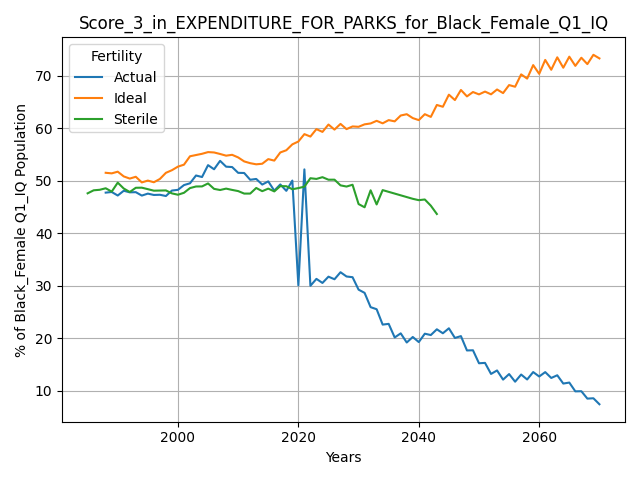 Score_3_in_EXPENDITURE_FOR_PARKS_for_Black_Female_Q1_IQ
Fertility
Actual
Ideal
Sterile
% of Black_Female Q1_IQ Population
70
60
50
40
30
20
10
2000
2020
2040
2060
Years